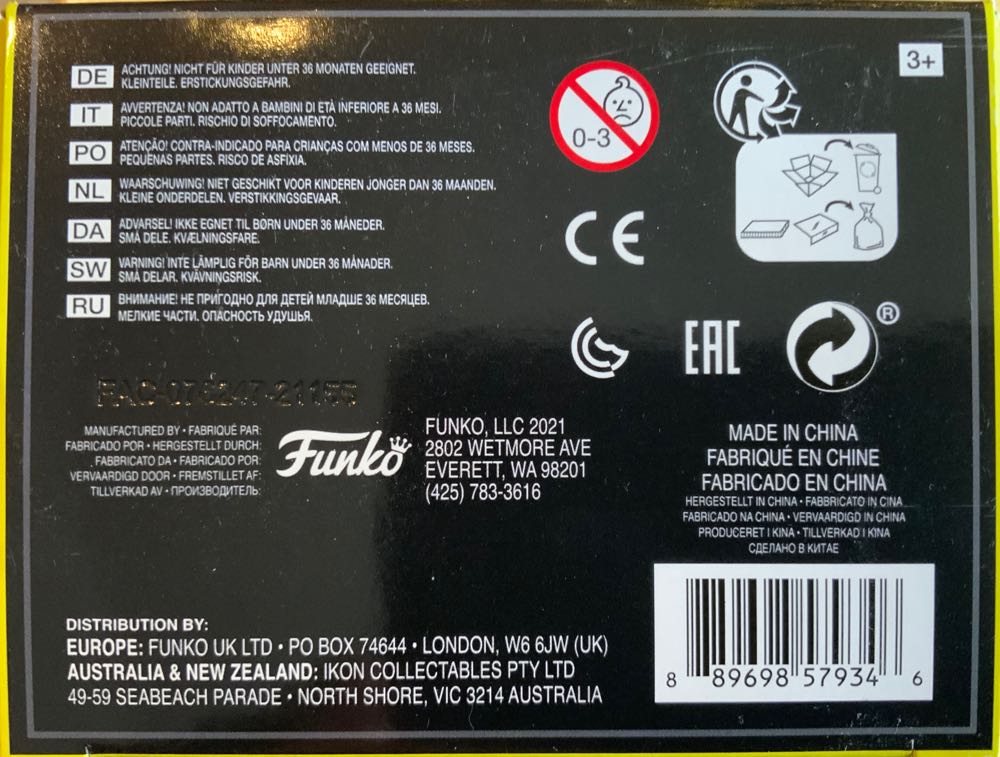 3+
DE ACHTUNG! NICHT FÜR KINDER UNTER 36 MONATEN GEEIGNET.
KLEINTEILE. ERSTICKUNGSGEFAHR.
IT AVVERTENZA! NON ADATTO A BAMBINI DI ETÀ INFERIORE A 36 MESI.
PICCOLE PARTI. RISCHIO DI SOFFOCAMENTO.
PO ATENÇÃO! CONTRA-INDICADO PARA CRIANÇAS COM MENOS DE 36 MESES.
PEQUENAS PARTES. RISCO DE ASFIXIA.
NL WAARSCHUWING! NIET GESCHIKT VOOR KINDEREN JONGER DAN 36 MAANDEN.
KLEINE ONDERDELEN. VERSTIKKINGSGEVAAR.
DA ADVARSEL! IKKE EGNET TIL BØRN UNDER 36 MÅNEDER.
SMÅ DELE. KVÆLNINGSFARE.
SW VARNING! INTE LÄMPLIG FÖR BARN UNDER 36 MÅNADER.
SMÅ DELAR. KVÄVNINGSRISK.
RU ВНИМАНИЕ! НЕ ПРИГОДНО ДЛЯ ДЕТЕЙ МЛАДШЕ 36 МЕСЯЦЕВ.
МЕЛКИЕ ЧАСТИ. ОПАСНОСТЬ УДУШЬЯ.
0-3
CE
EAC
®
MANUFACTURED BY • FABRIQUÉ PAR:
FABRICADO POR • HERGESTELLT DURCH:
FABBRICATO DA • FABRICADO POR:
VERVAARDIGD DOOR • FREMSTILLET AF:
TILLVERKAD AV • ПРОИЗВОДИТЕЛЬ:
Funko
FUNKO, LLC 2021
2802 WETMORE AVE
EVERETT, WA 98201
(425) 783-3616
MADE IN CHINA
FABRIQUÉ EN CHINE
FABRICADO EN CHINA
HERGESTELLT IN CHINA • FABBRICATO IN CINA
FABRICADO NA CHINA • VERVAARDIGD IN CHINA
PRODUCERET I KINA • TILLVERKAD I KINA
СДЕЛАНО В КИТАЕ
DISTRIBUTION BY:
EUROPE: FUNKO UK LTD • PO BOX 74644 • LONDON, W6 6JW (UK)
AUSTRALIA & NEW ZEALAND: IKON COLLECTABLES PTY LTD
49-59 SEABEACH PARADE • NORTH SHORE, VIC 3214 AUSTRALIA
8 89698 57934 6